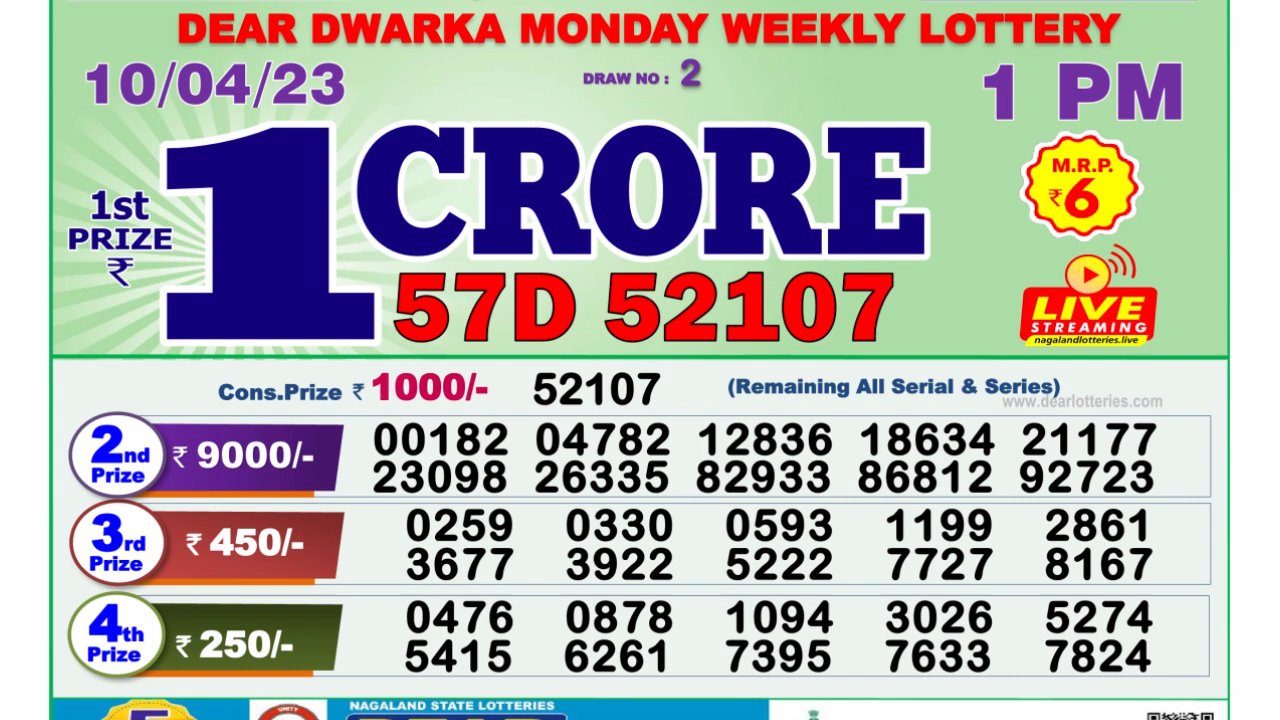 DEAR DWARKA MONDAY WEEKLY LOTTERY
10/04/23 DRAW NO : 2 1 PM
1st PRIZE ₹ 1 CRORE
M.R.P.
₹6
57D 52107
LIVE
STREAMING
nagalandlotteries.live
Cons.Prize ₹ 1000/- 52107 (Remaining All Serial & Series)
www.dearlotteries.com
2nd Prize ₹ 9000/-
00182 04782 12836 18634 21177
23098 26335 82933 86812 92723
3rd Prize ₹ 450/-
0259 0330 0593 1199 2861
3677 3922 5222 7727 8167
4th Prize ₹ 250/-
0476 0878 1094 3026 5274
5415 6261 7395 7633 7824
NAGALAND STATE LOTTERIES
UNITY